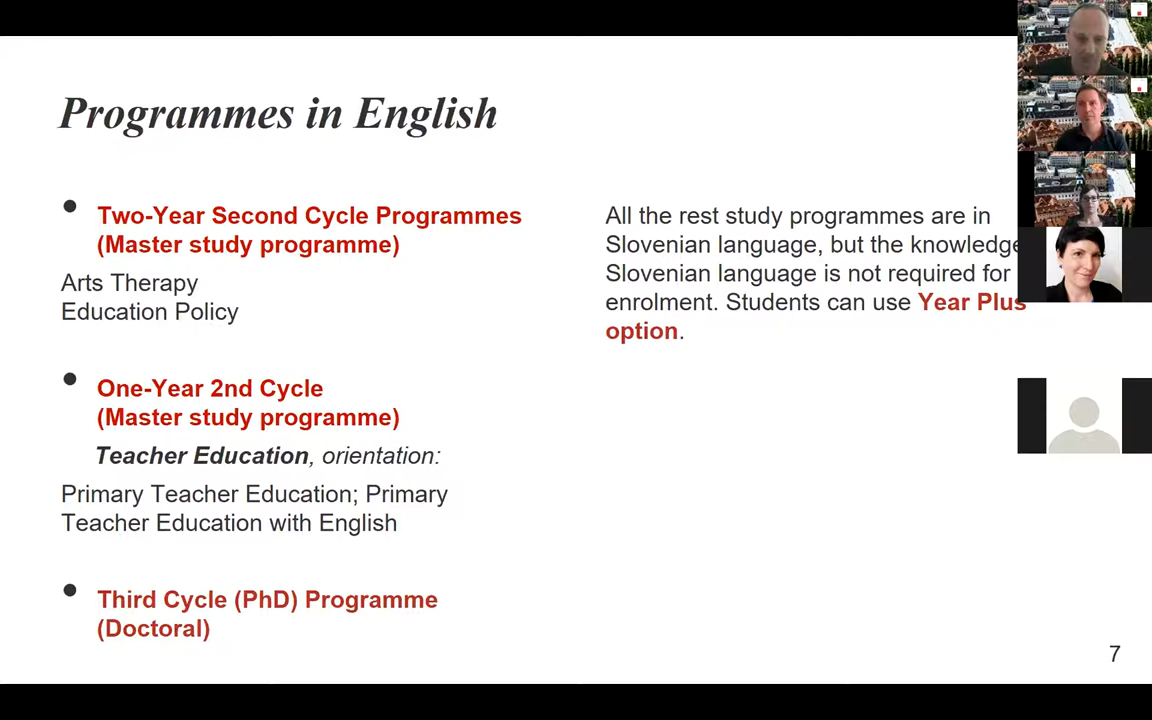 Programmes in English
Two-Year Second Cycle Programmes
(Master study programme)
Arts Therapy
Education Policy
One-Year 2nd Cycle
(Master study programme)
Teacher Education, orientation:
Primary Teacher Education; Primary
Teacher Education with English
Third Cycle (PhD) Programme
(Doctoral)
All the rest study programmes are in
Slovenian language, but the knowledge
Slovenian language is not required for
enrolment. Students can use Year Plus
option.
7